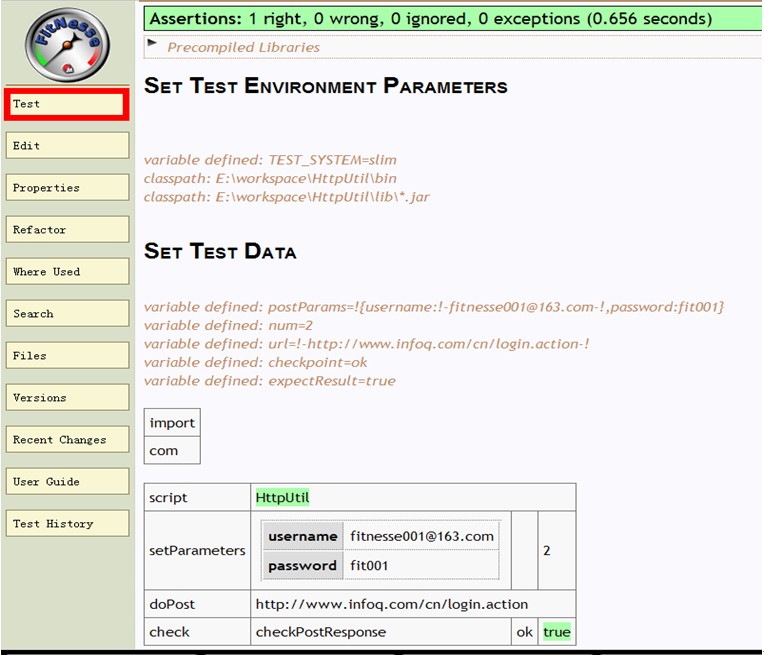 FitNesse
Assertions: 1 right, 0 wrong, 0 ignored, 0 exceptions (0.656 seconds)
Precompiled Libraries
Test
Edit
Properties
Refactor
Where Used
Search
Files
Versions
Recent Changes
User Guide
Test History
Set Test Environment Parameters
variable defined: TEST_SYSTEM=slim
classpath: E:\workspace\HttpUtil\bin
classpath: E:\workspace\HttpUtil\lib\*.jar
Set Test Data
variable defined: postParams=!{username:!-fitnesse001@163.com-!,password:fit001}
variable defined: num=2
variable defined: url=!-http://www.infoq.com/cn/login.action-!
variable defined: checkpoint=ok
variable defined: expectResult=true
import
com
script HttpUtil
setParameters username fitnesse001@163.com 2
password fit001
doPost http://www.infoq.com/cn/login.action
check checkPostResponse ok true